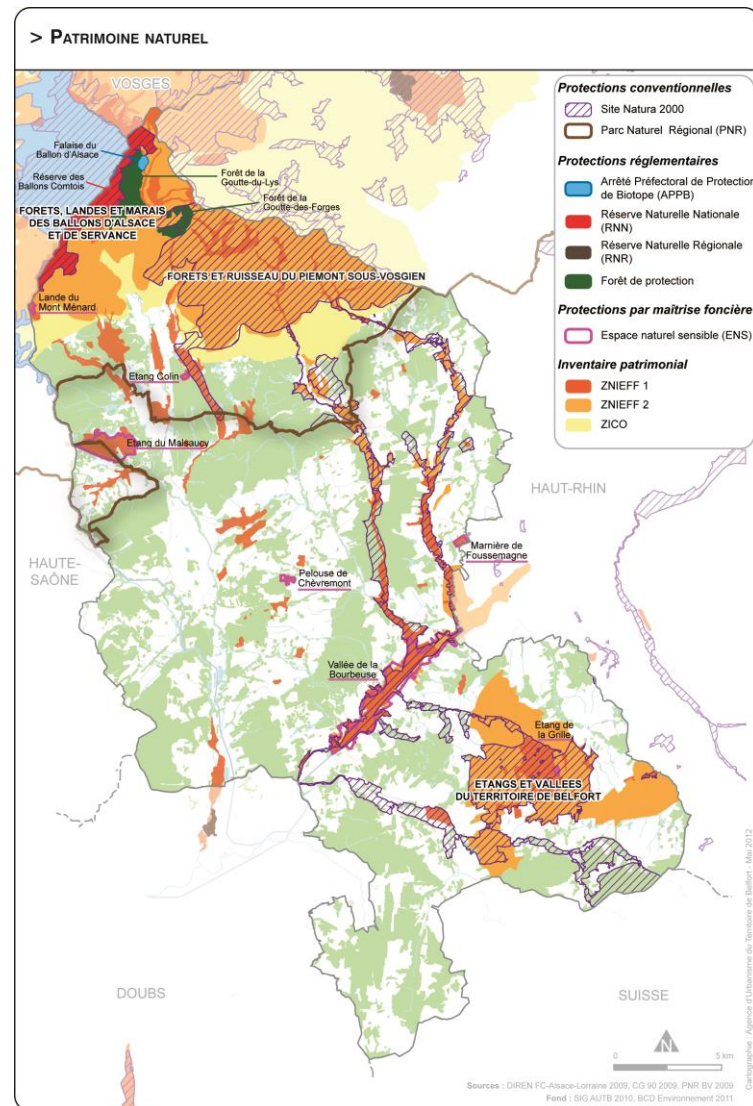 > PATRIMOINE NATUREL
VOSGES
Falaise du
Ballon d'Alsace
Réserve des
Ballons Comtois
Forêt de la
Goutte-du-Lys
Forêt de la
Goutte-des-Forges
FORETS, LANDES ET MARAIS
DES BALLONS D'ALSACE
ET DE SERVANCE
FORETS ET RUISSEAU DU PIEMONT SOUS-VOSGIEN
Lande du
Mont Ménard
Etang Colin
Etang du Malsaucy
HAUTE-
SAÔNE
HAUT-RHIN
Pelouse de
Chèvremont
Marnière de
Foussemagne
Vallée de la
Bourbeuse
Etang de
la Grille
ETANGS ET VALLEES
DU TERRITOIRE DE BELFORT
DOUBS
SUISSE
Protections conventionnelles
Site Natura 2000
Parc Naturel Régional (PNR)
Protections réglementaires
Arrêté Préfectoral de Protection
de Biotope (APPB)
Réserve Naturelle Nationale
(RNN)
Réserve Naturelle Régionale
(RNR)
Forêt de protection
Protections par maîtrise foncière
Espace naturel sensible (ENS)
Inventaire patrimonial
ZNIEFF 1
ZNIEFF 2
ZICO
N
0 5 km
Sources : DIREN FC-Alsace-Lorraine 2009, CG 90 2009, PNR BV 2009
Fond : SIG AUTB 2010, BCD Environnement 2011
Cartographie : Agence d'Urbanisme du Territoire de Belfort - Mai 2012